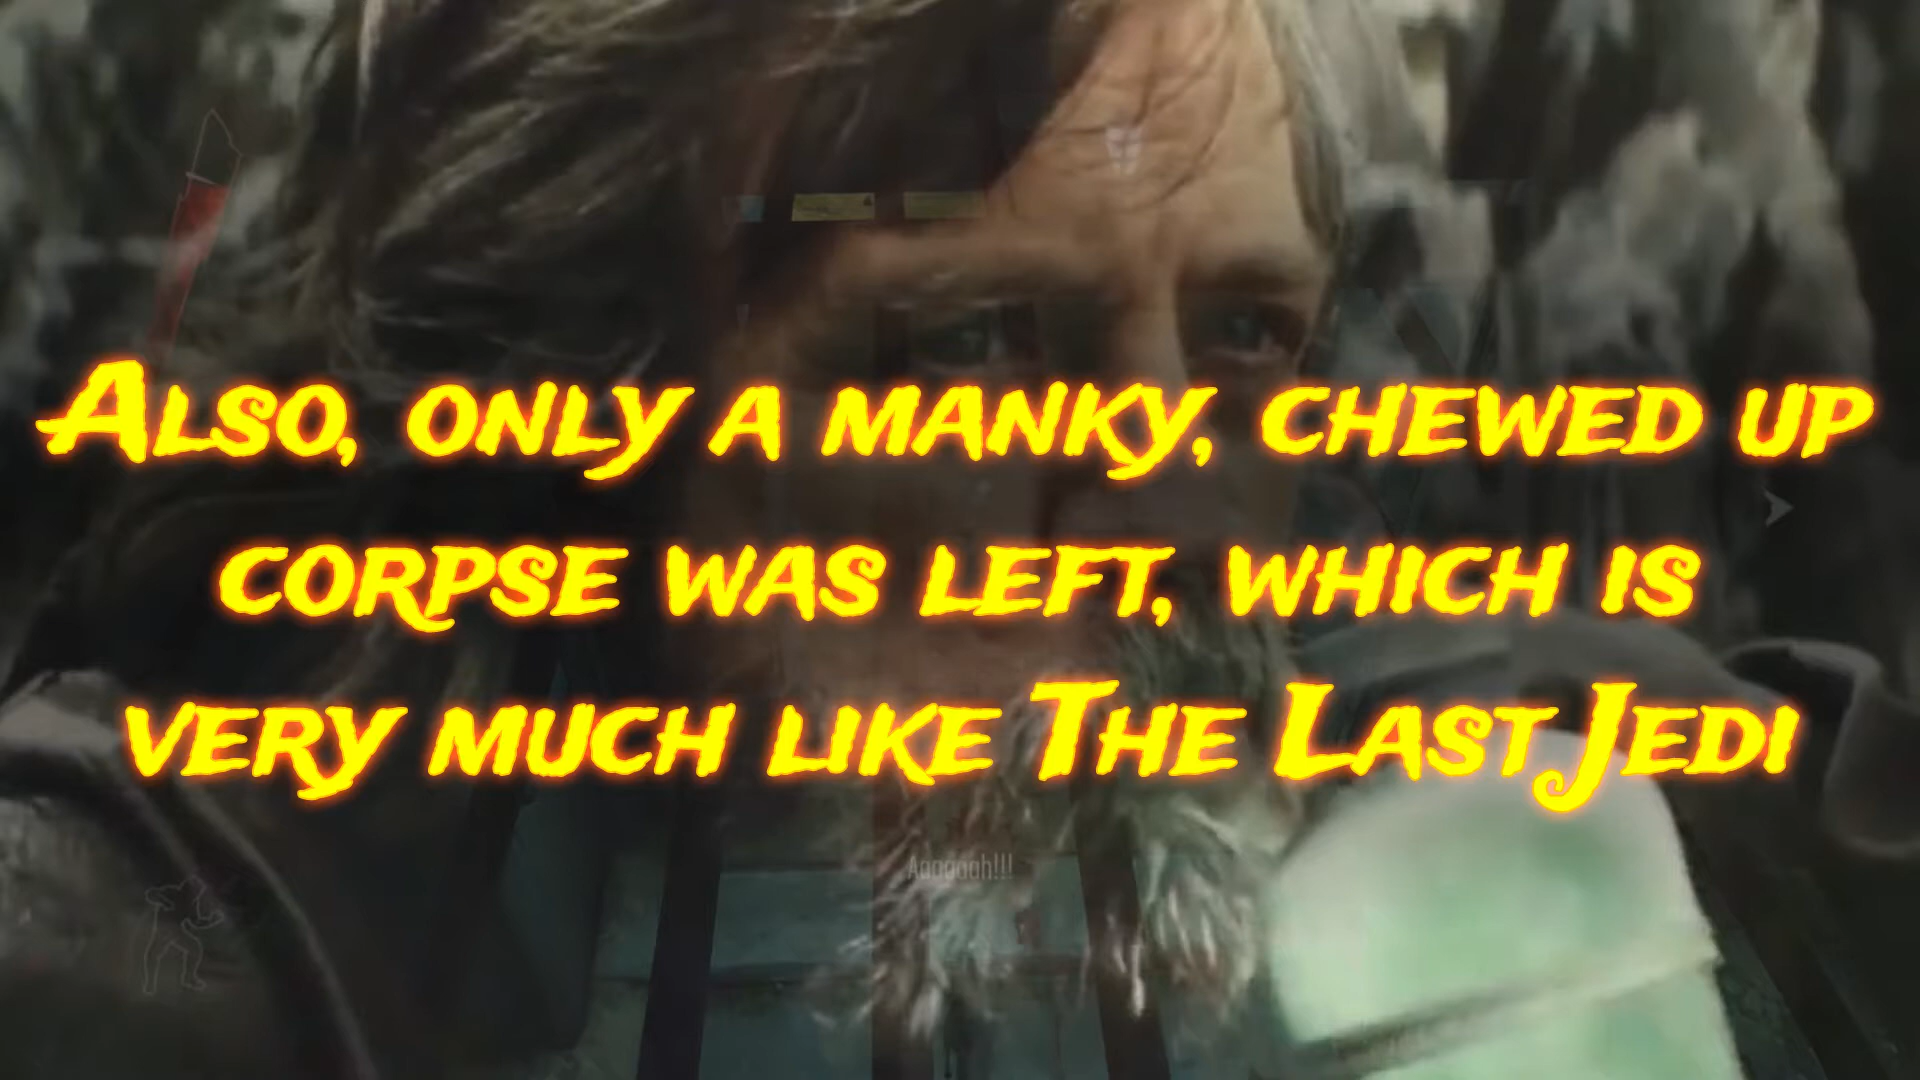 Also, only a manky, chewed up
corpse was left, which is
very much like The Last Jedi
Aaaaaah!!!